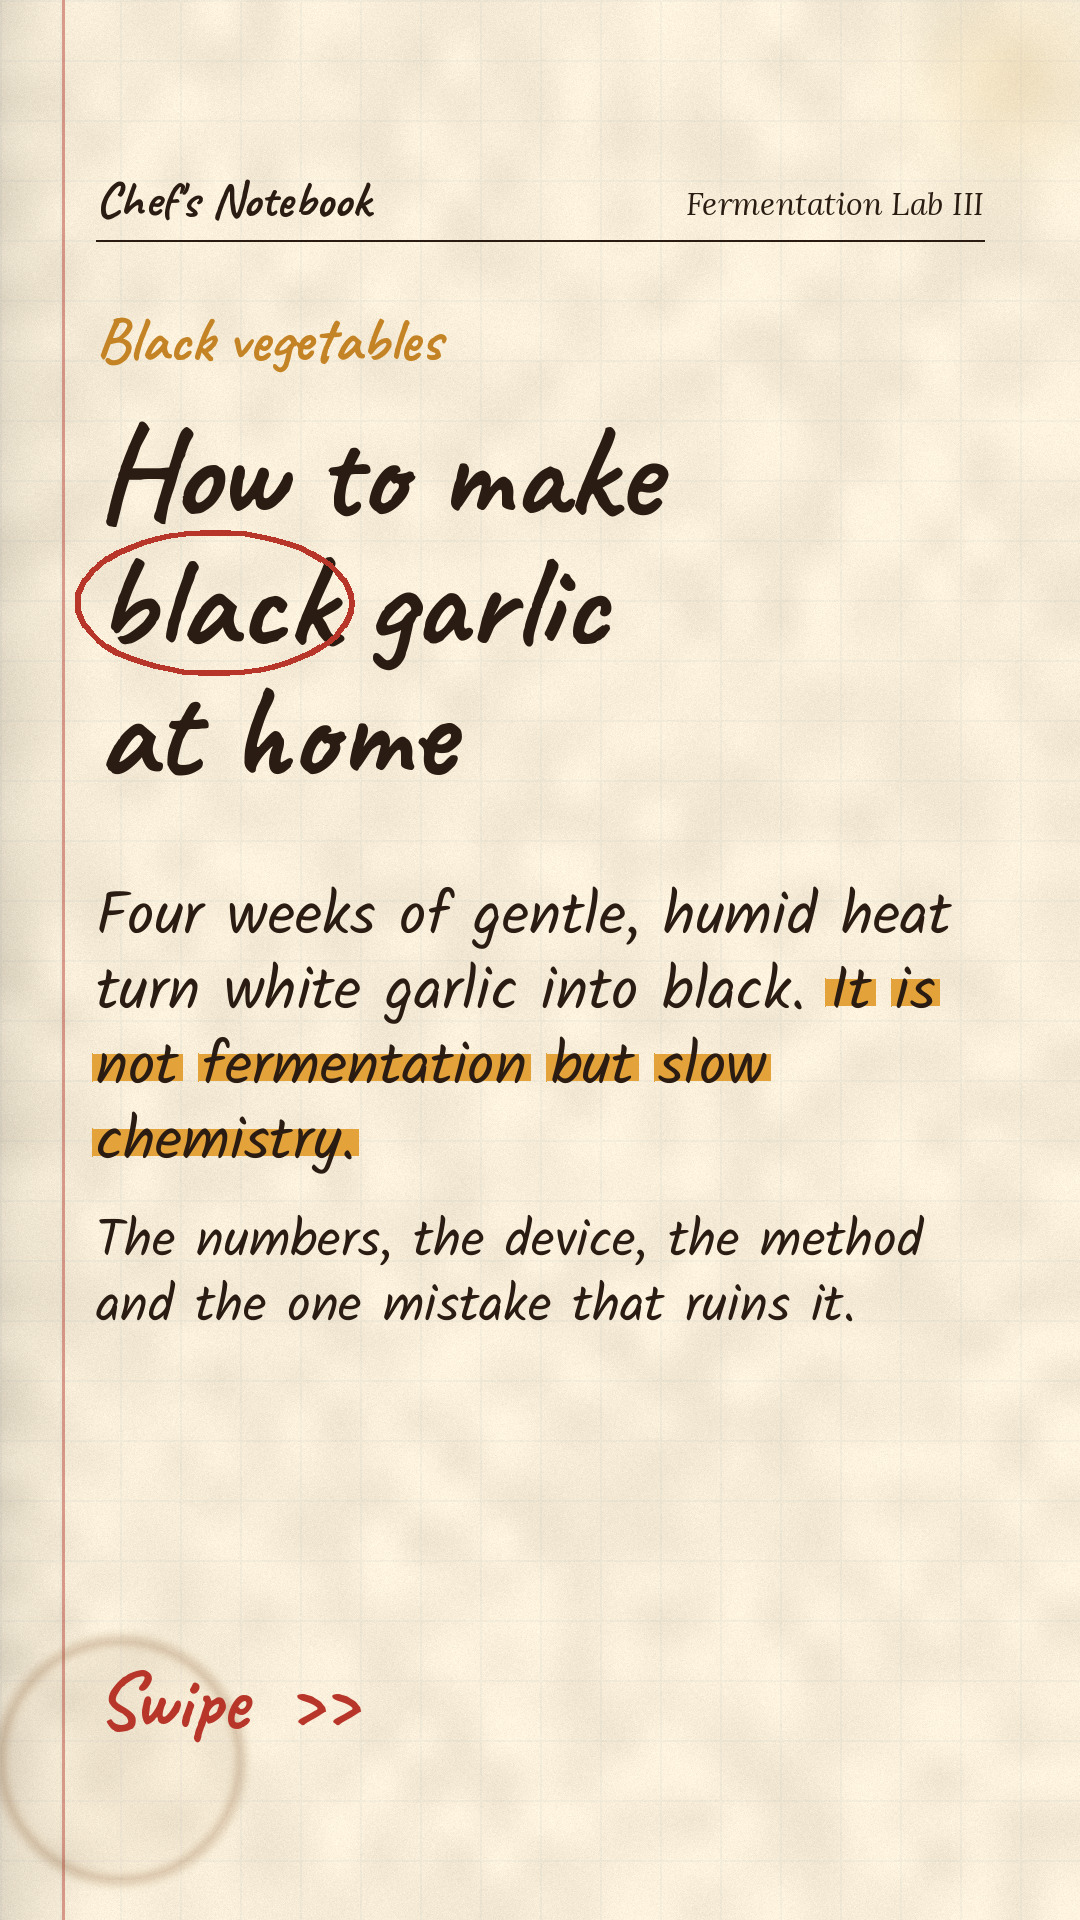 Chef's Notebook
Fermentation Lab III
Black vegetables
How to make
black garlic
at home
Four weeks of gentle, humid heat
turn white garlic into black. It is
not fermentation but slow
chemistry.
The numbers, the device, the method
and the one mistake that ruins it.
Swipe >>